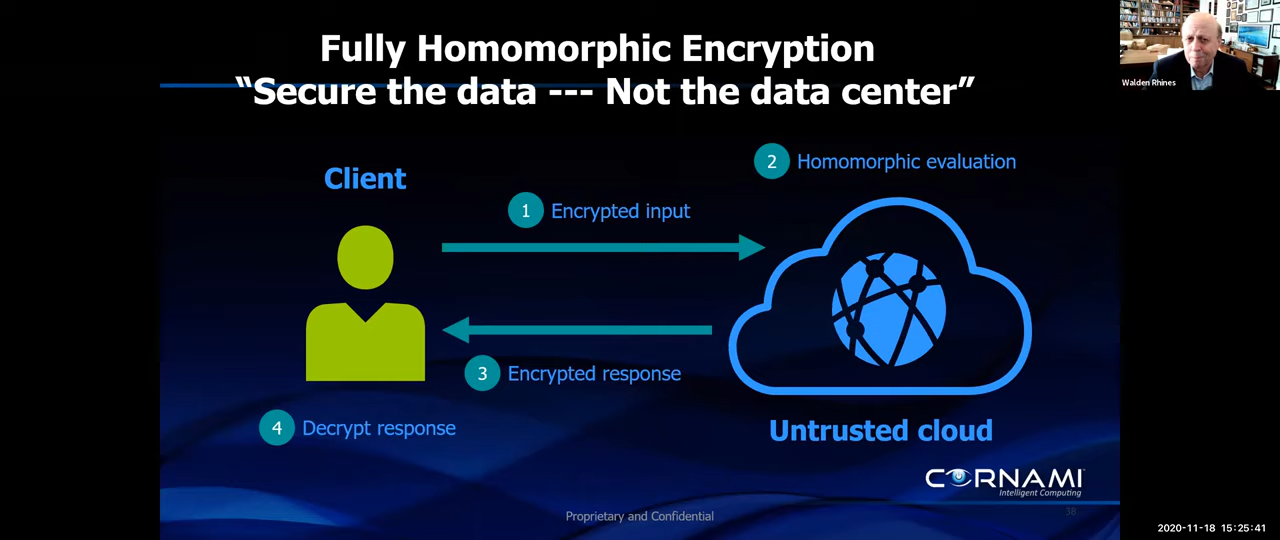 Fully Homomorphic Encryption
“Secure the data --- Not the data center”
Walden Rhines
2 Homomorphic evaluation
Client
1 Encrypted input
3 Encrypted response
4 Decrypt response
Untrusted cloud
CORNAMI
Intelligent Computing
Proprietary and Confidential
38
2020-11-18 15:25:41